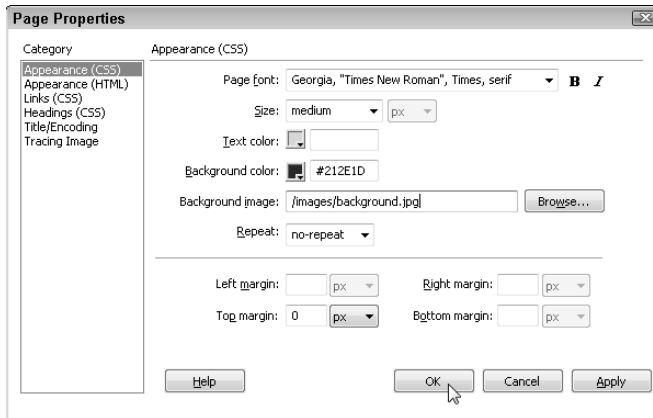 Page Properties
Category
Appearance (CSS)
Appearance (HTML)
Links (CSS)
Headings (CSS)
Title/Encoding
Tracing Image
Appearance (CSS)
Page font: Georgia, "Times New Roman", Times, serif B I
Size: medium px
Text color:
Background color: #212E1D
Background image: /images/background.jpg Browse...
Repeat: no-repeat
Left margin: px Right margin: px
Top margin: 0 px Bottom margin: px
Help OK Cancel Apply